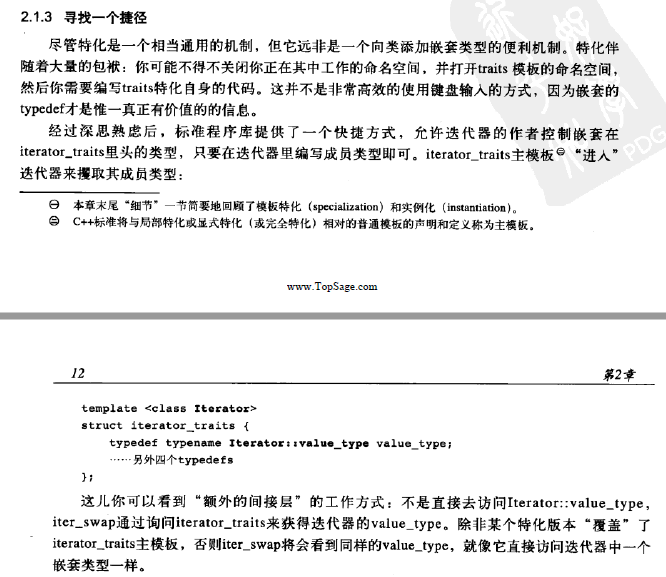 2.1.3 寻找一个捷径
尽管特化是一个相当通用的机制，但它远非是一个向类添加嵌套类型的便利机制。特化伴
随着大量的包袱：你可能不得不关闭你正在其中工作的命名空间，并打开traits 模板的命名空间，
然后你需要编写traits特化自身的代码。这并不是非常高效的使用键盘输入的方式，因为嵌套的
typedef才是惟一真正有价值的的信息。
经过深思熟虑后，标准程序库提供了一个快捷方式，允许迭代器的作者控制嵌套在
iterator_traits里头的类型，只要在迭代器里编写成员类型即可。iterator_traits主模板㊁“进入”
迭代器来攫取其成员类型：
㊀ 本章末尾“细节”一节简要地回顾了模板特化（specialization）和实例化（instantiation）。
㊁ C++标准将与局部特化或显式特化（或完全特化）相对的普通模板的声明和定义称为主模板。
PDG
www.TopSage.com
12 第2章
template <class Iterator>
struct iterator_traits {
typedef typename Iterator::value_type value_type;
……另外四个typedefs
};
这儿你可以看到“额外的间接层”的工作方式：不是直接去访问Iterator::value_type，
iter_swap通过询问iterator_traits来获得迭代器的value_type。除非某个特化版本“覆盖”了
iterator_traits主模板，否则iter_swap将会看到同样的value_type，就像它直接访问迭代器中一个
嵌套类型一样。